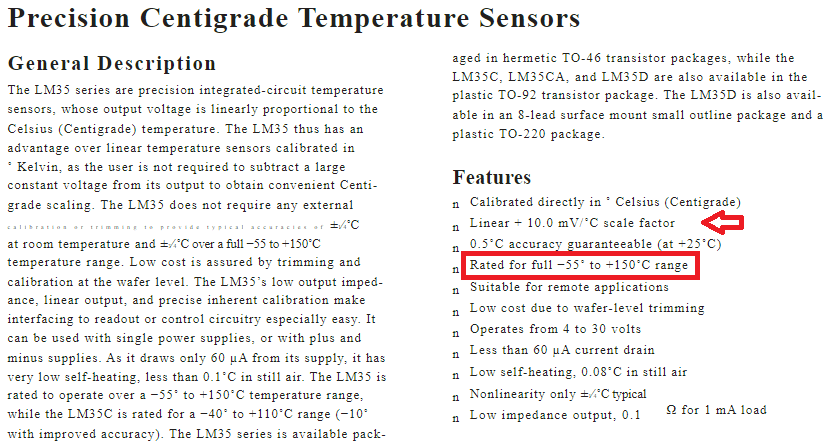 Precision Centigrade Temperature Sensors
General Description
The LM35 series are precision integrated-circuit temperature
sensors, whose output voltage is linearly proportional to the
Celsius (Centigrade) temperature. The LM35 thus has an
advantage over linear temperature sensors calibrated in
° Kelvin, as the user is not required to subtract a large
constant voltage from its output to obtain convenient Centi-
grade scaling. The LM35 does not require any external
calibration or trimming to provide typical accuracies of ±⁄°C
at room temperature and ±⁄°C over a full −55 to +150°C
temperature range. Low cost is assured by trimming and
calibration at the wafer level. The LM35's low output imped-
ance, linear output, and precise inherent calibration make
interfacing to readout or control circuitry especially easy. It
can be used with single power supplies, or with plus and
minus supplies. As it draws only 60 µA from its supply, it has
very low self-heating, less than 0.1°C in still air. The LM35 is
rated to operate over a −55° to +150°C temperature range,
while the LM35C is rated for a −40° to +110°C range (−10°
with improved accuracy). The LM35 series is available pack-
aged in hermetic TO-46 transistor packages, while the
LM35C, LM35CA, and LM35D are also available in the
plastic TO-92 transistor package. The LM35D is also avail-
able in an 8-lead surface mount small outline package and a
plastic TO-220 package.
Features
n Calibrated directly in ° Celsius (Centigrade)
n Linear + 10.0 mV/°C scale factor
n 0.5°C accuracy guaranteeable (at +25°C)
n Rated for full −55° to +150°C range
n Suitable for remote applications
n Low cost due to wafer-level trimming
n Operates from 4 to 30 volts
n Less than 60 µA current drain
n Low self-heating, 0.08°C in still air
n Nonlinearity only ±⁄°C typical
n Low impedance output, 0.1 Ω for 1 mA load